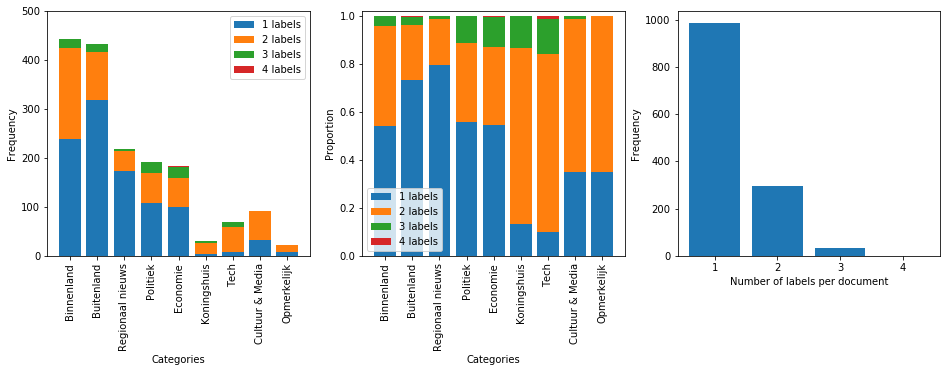 500
400
300
200
100
0
Frequency
1 labels
2 labels
3 labels
4 labels
Binnenland
Buitenland
Regionaal nieuws
Politiek
Economie
Koningshuis
Tech
Cultuur & Media
Opmerkelijk
Categories
1.0
0.8
0.6
0.4
0.2
0.0
Proportion
1 labels
2 labels
3 labels
4 labels
Binnenland
Buitenland
Regionaal nieuws
Politiek
Economie
Koningshuis
Tech
Cultuur & Media
Opmerkelijk
Categories
1000
800
600
400
200
0
Frequency
1 2 3 4
Number of labels per document